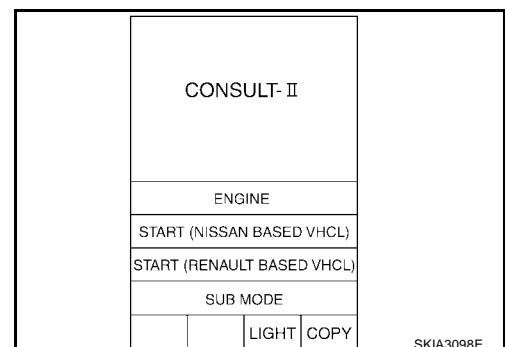 CONSULT-II
ENGINE
START (NISSAN BASED VHCL)
START (RENAULT BASED VHCL)
SUB MODE
LIGHT COPY
SKIA3098E